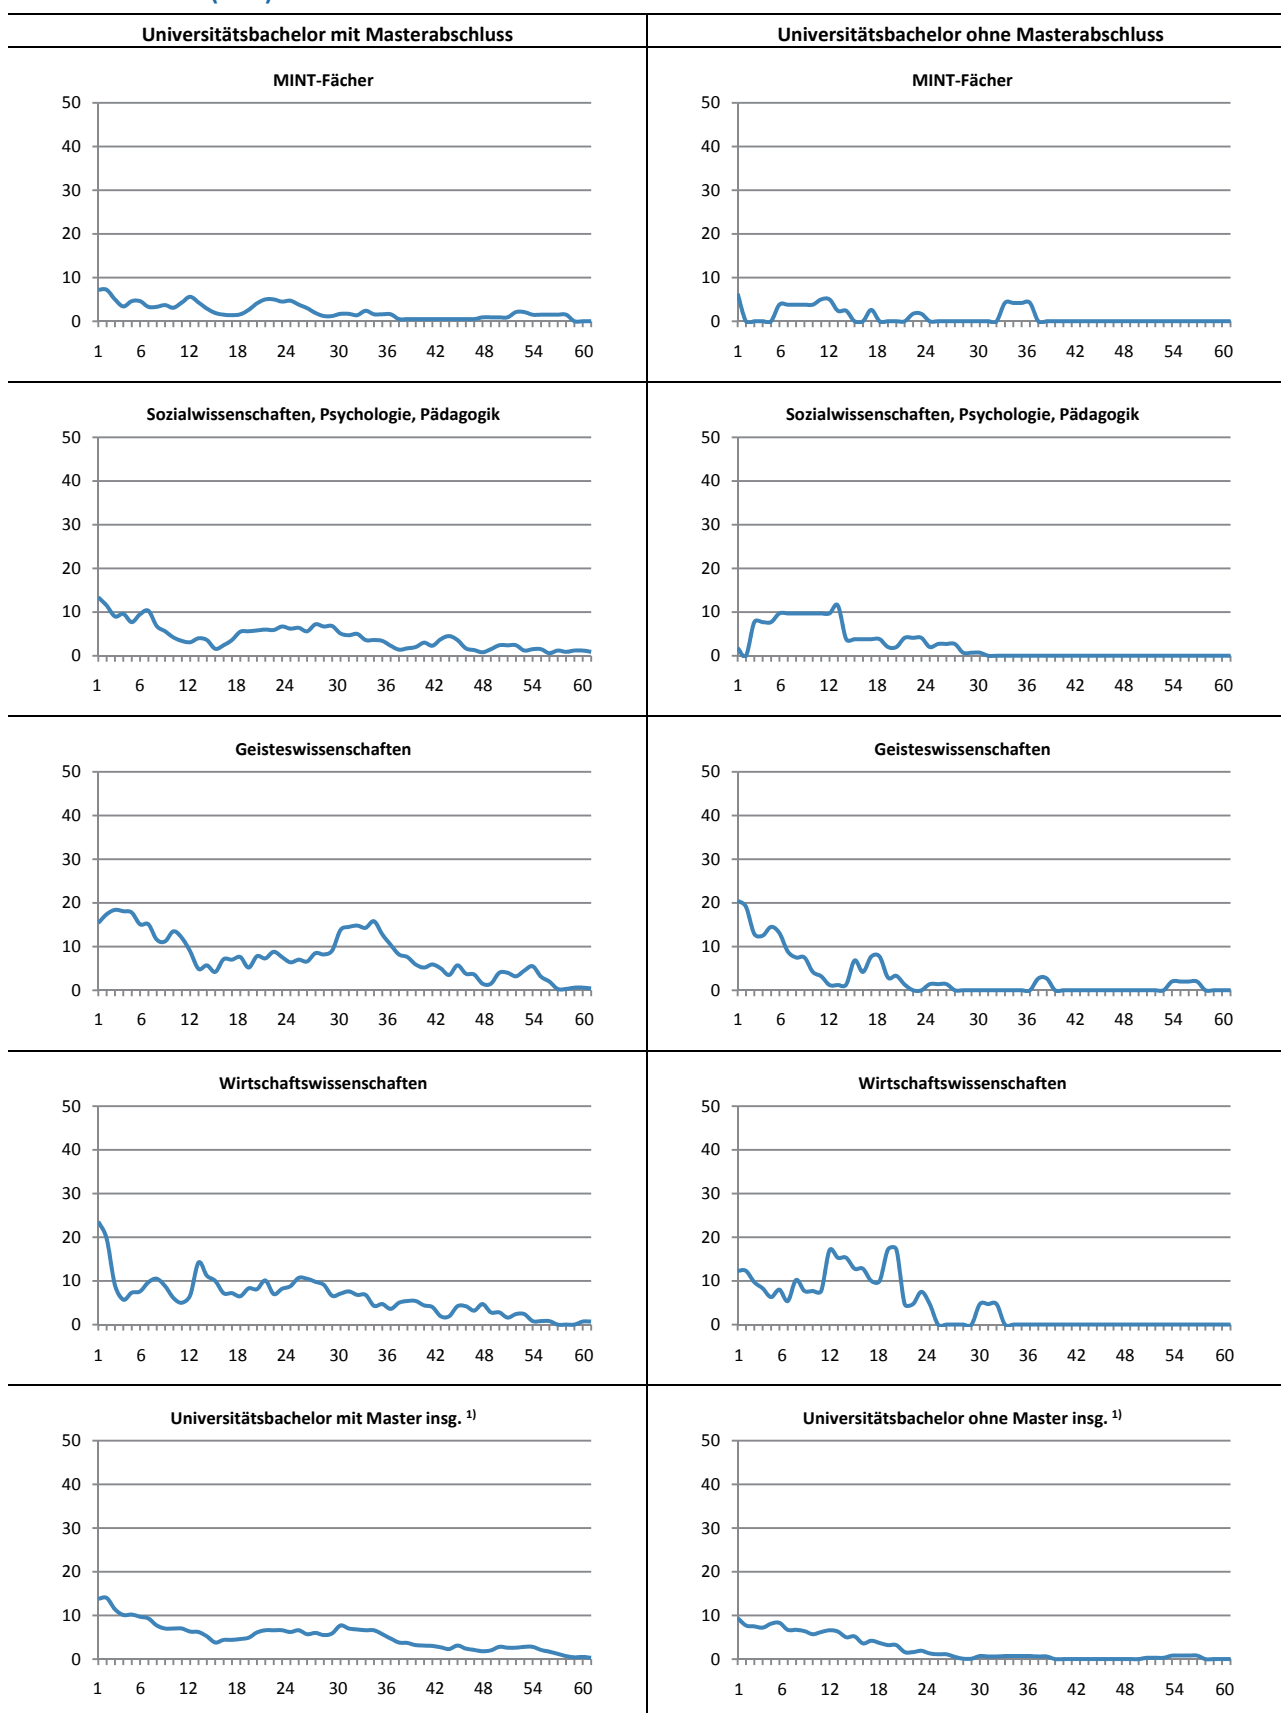 Universitätsbachelor mit Masterabschluss
Universitätsbachelor ohne Masterabschluss
MINT-Fächer
50
40
30
20
10
0
1 6 12 18 24 30 36 42 48 54 60
MINT-Fächer
50
40
30
20
10
0
1 6 12 18 24 30 36 42 48 54 60
Sozialwissenschaften, Psychologie, Pädagogik
50
40
30
20
10
0
1 6 12 18 24 30 36 42 48 54 60
Sozialwissenschaften, Psychologie, Pädagogik
50
40
30
20
10
0
1 6 12 18 24 30 36 42 48 54 60
Geisteswissenschaften
50
40
30
20
10
0
1 6 12 18 24 30 36 42 48 54 60
Geisteswissenschaften
50
40
30
20
10
0
1 6 12 18 24 30 36 42 48 54 60
Wirtschaftswissenschaften
50
40
30
20
10
0
1 6 12 18 24 30 36 42 48 54 60
Wirtschaftswissenschaften
50
40
30
20
10
0
1 6 12 18 24 30 36 42 48 54 60
Universitätsbachelor mit Master insg. 1)
50
40
30
20
10
0
1 6 12 18 24 30 36 42 48 54 60
Universitätsbachelor ohne Master insg. 1)
50
40
30
20
10
0
1 6 12 18 24 30 36 42 48 54 60